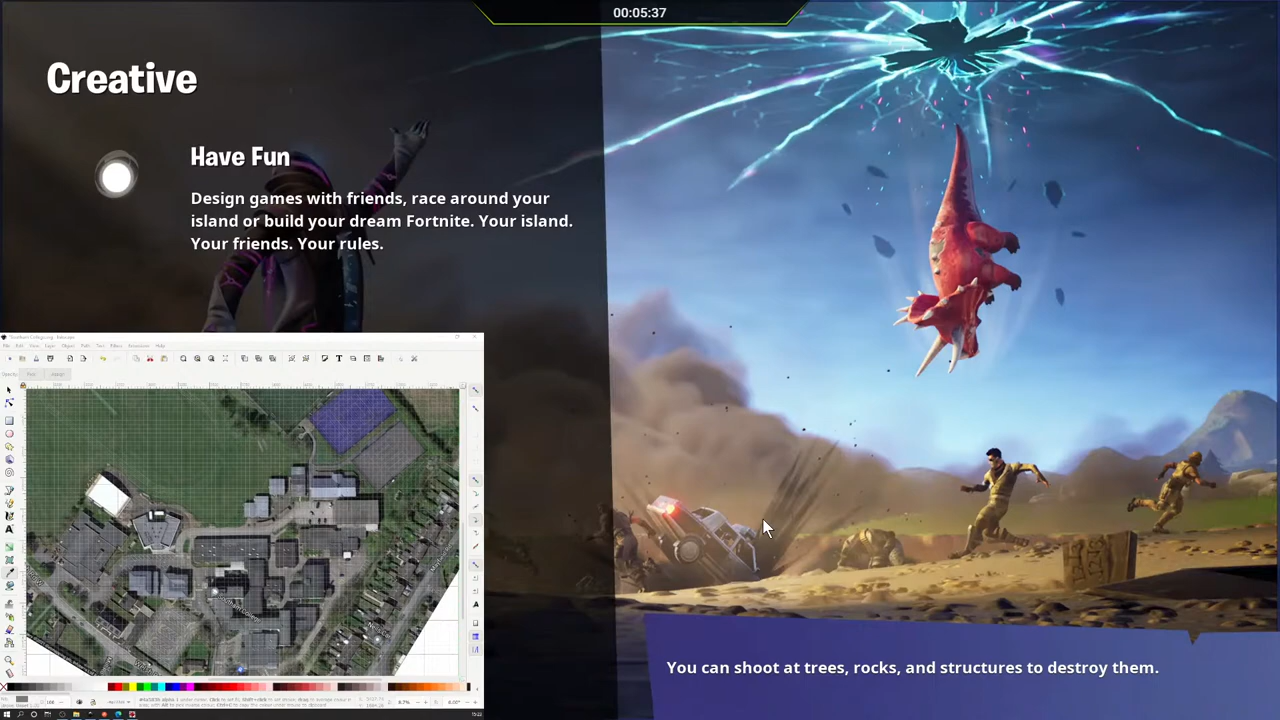 00:05:37
Creative
Have Fun
Design games with friends, race around your
island or build your dream Fortnite. Your island.
Your friends. Your rules.
You can shoot at trees, rocks, and structures to destroy them.